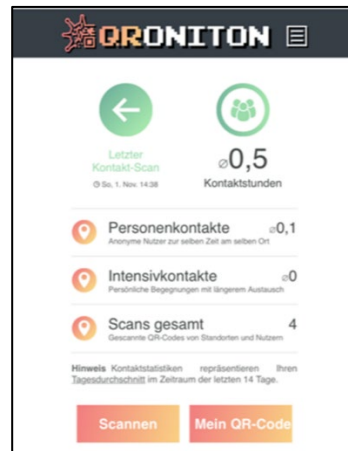 QRONITON
Letzter
Kontakt-Scan
So, 1. Nov. 14:38
⌀0,5
Kontaktstunden
Personenkontakte ⌀0,1
Anonyme Nutzer zur selben Zeit am selben Ort
Intensivkontakte ⌀0
Persönliche Begegnungen mit längerem Austausch
Scans gesamt 4
Gescannte QR-Codes von Standorten und Nutzern
Hinweis Kontaktstatistiken repräsentieren Ihren
Tagesdurchschnitt im Zeitraum der letzten 14 Tage.
Scannen Mein QR-Code